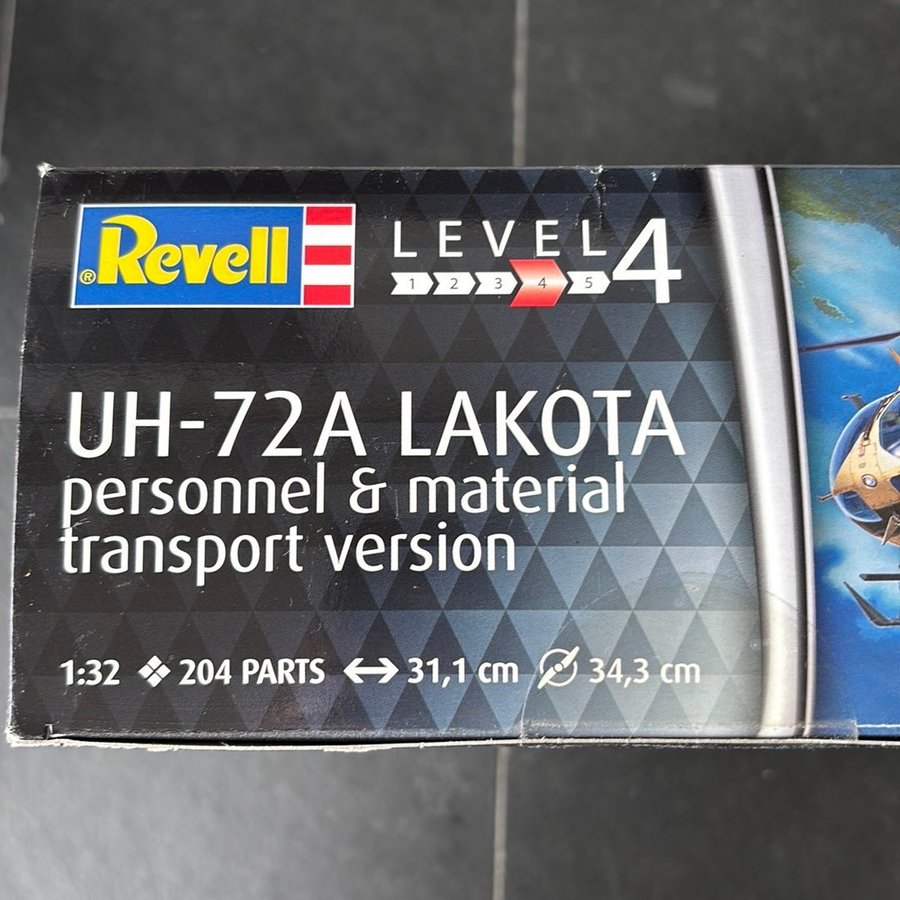 ® Revell
LEVEL 4
1 2 3 4 5
UH-72A LAKOTA
personnel & material
transport version
1:32 ❖ 204 PARTS ↔ 31,1 cm 34,3 cm